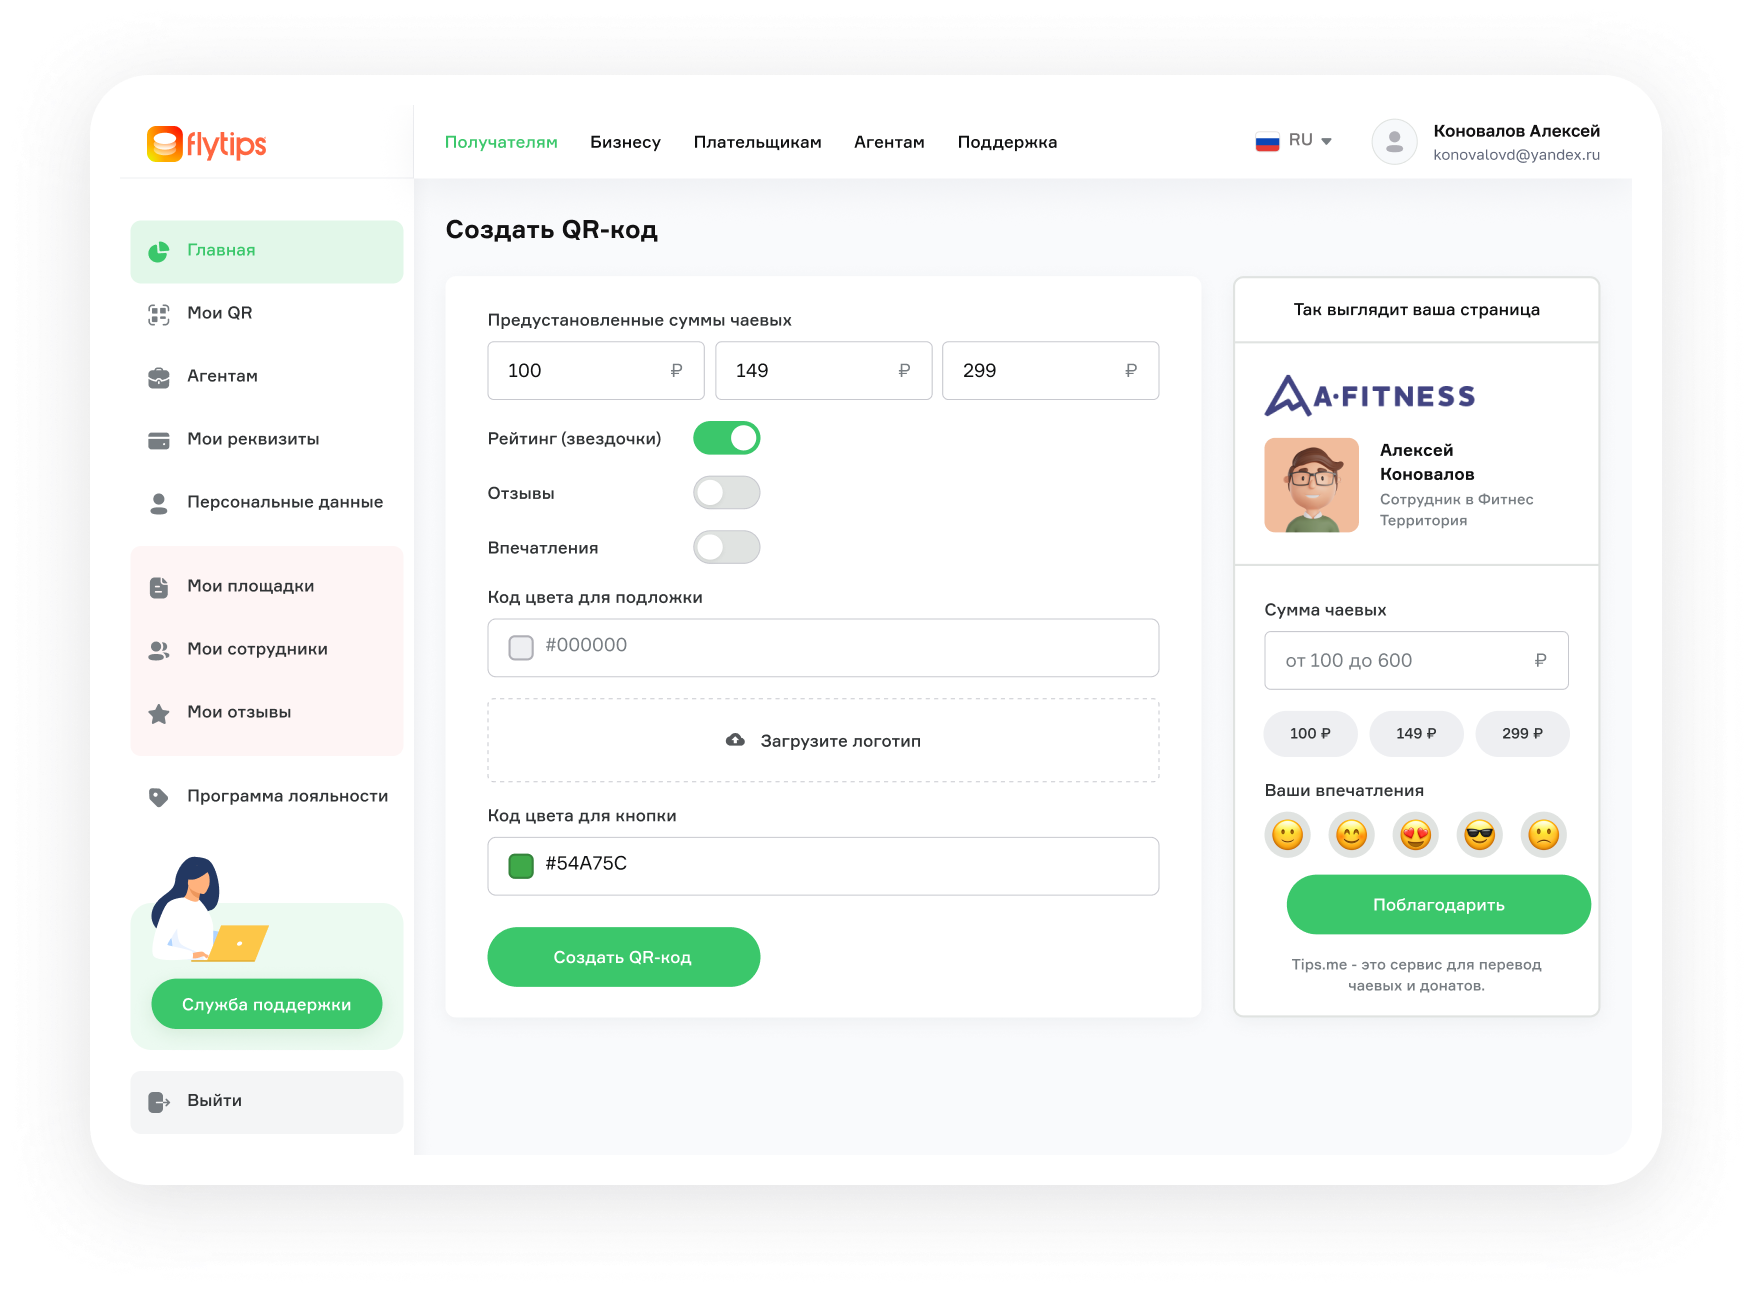 flytips
Получателям Бизнесу Плательщикам Агентам Поддержка
RU
Коновалов Алексей
konovalovd@yandex.ru
Главная
Мои QR
Агентам
Мои реквизиты
Персональные данные
Мои площадки
Мои сотрудники
Мои отзывы
Программа лояльности
Служба поддержки
Выйти
Создать QR-код
Предустановленные суммы чаевых
100 ₽ 149 ₽ 299 ₽
Рейтинг (звездочки)
Отзывы
Впечатления
Код цвета для подложки
#000000
Загрузите логотип
Код цвета для кнопки
#54A75C
Создать QR-код
Так выглядит ваша страница
A·FITNESS
Алексей
Коновалов
Сотрудник в Фитнес
Территория
Сумма чаевых
от 100 до 600 ₽
100 ₽ 149 ₽ 299 ₽
Ваши впечатления
Поблагодарить
Tips.me - это сервис для перевод
чаевых и донатов.